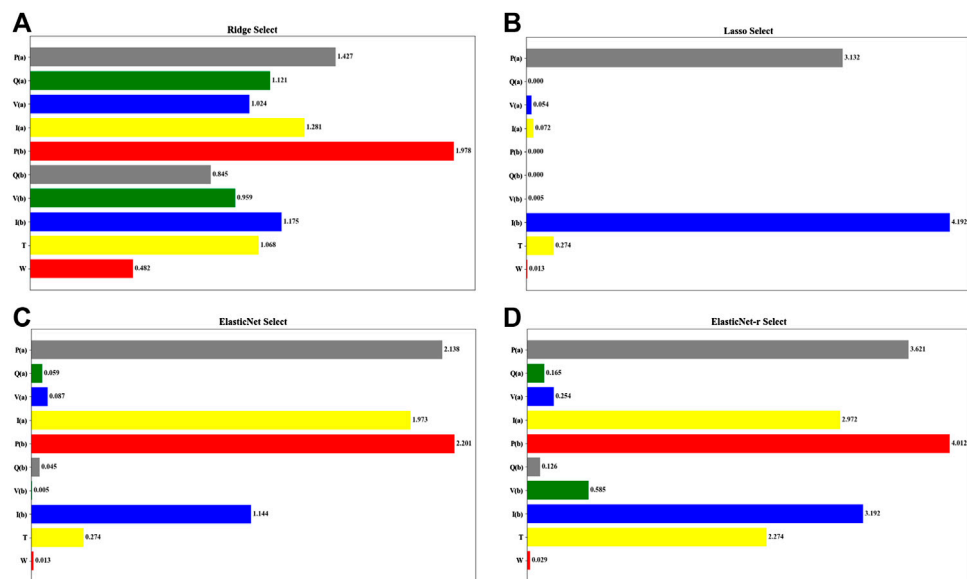 A
Ridge Select
P(a) 1.427
Q(a) 1.121
V(a) 1.024
I(a) 1.281
P(b) 1.978
Q(b) 0.845
V(b) 0.959
I(b) 1.175
T 1.068
W 0.482
B
Lasso Select
P(a) 3.132
Q(a) 0.000
V(a) 0.054
I(a) 0.072
P(b) 0.000
Q(b) 0.000
V(b) 0.005
I(b) 4.192
T 0.274
W 0.013
C
ElasticNet Select
P(a) 2.138
Q(a) 0.059
V(a) 0.087
I(a) 1.973
P(b) 2.201
Q(b) 0.045
V(b) 0.005
I(b) 1.144
T 0.274
W 0.013
D
ElasticNet-r Select
P(a) 3.621
Q(a) 0.165
V(a) 0.254
I(a) 2.972
P(b) 4.012
Q(b) 0.126
V(b) 0.585
I(b) 3.192
T 2.274
W 0.029